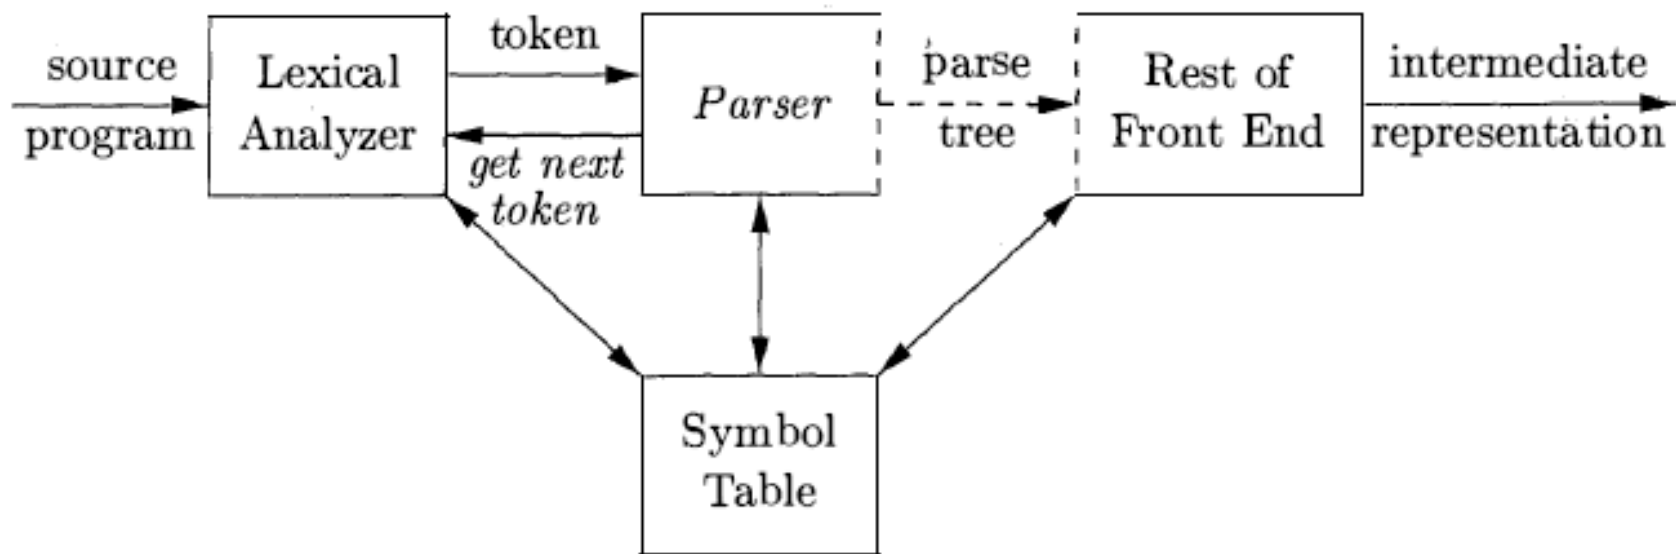 source
program
Lexical
Analyzer
token
get next
token
Parser
parse
tree
Rest of
Front End
intermediate
representation
Symbol
Table